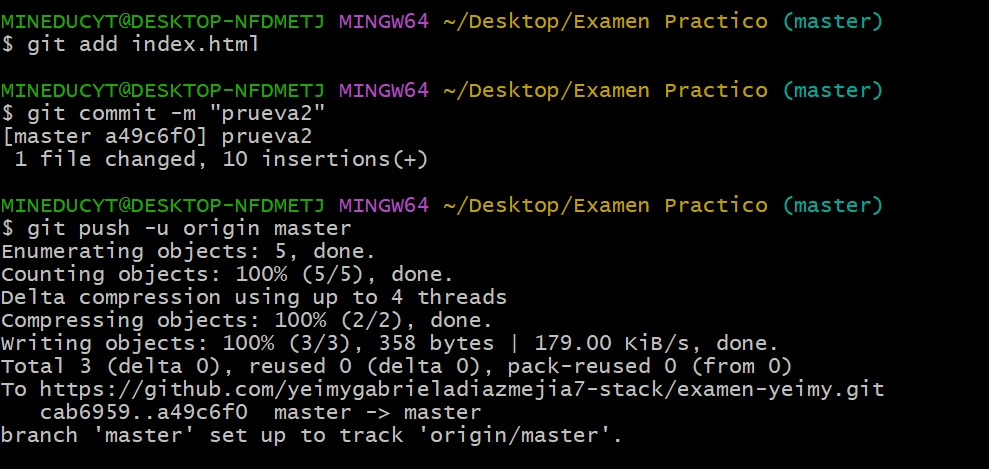 MINEDUCYT@DESKTOP-NFDMETJ MINGW64 ~/Desktop/Examen Practico (master)
$ git add index.html
MINEDUCYT@DESKTOP-NFDMETJ MINGW64 ~/Desktop/Examen Practico (master)
$ git commit -m "prueva2"
[master a49c6f0] prueva2
 1 file changed, 10 insertions(+)
MINEDUCYT@DESKTOP-NFDMETJ MINGW64 ~/Desktop/Examen Practico (master)
$ git push -u origin master
Enumerating objects: 5, done.
Counting objects: 100% (5/5), done.
Delta compression using up to 4 threads
Compressing objects: 100% (2/2), done.
Writing objects: 100% (3/3), 358 bytes | 179.00 KiB/s, done.
Total 3 (delta 0), reused 0 (delta 0), pack-reused 0 (from 0)
To https://github.com/yeimygabrieladiazmejia7-stack/examen-yeimy.git
   cab6959..a49c6f0  master -> master
branch 'master' set up to track 'origin/master'.